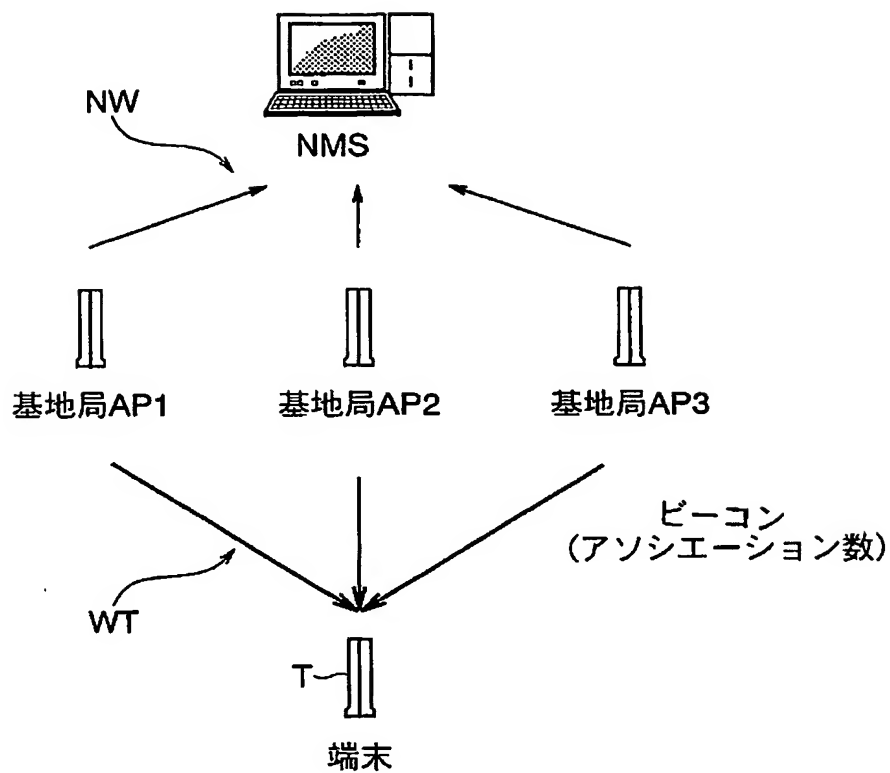 NW
NMS
基地局AP1
基地局AP2
基地局AP3
ビーコン
(アソシエーション数)
WT
T
端末